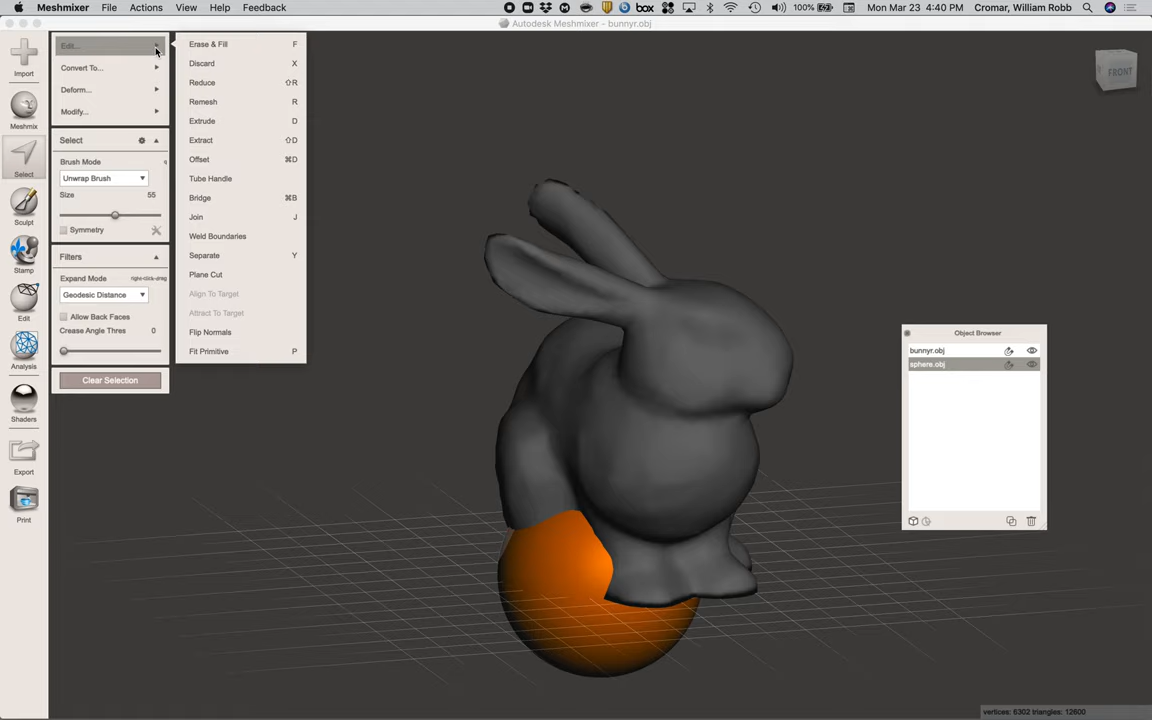 Meshmixer File Actions View Help Feedback
box 100% Mon Mar 23 4:40 PM Cromar, William Robb
Autodesk Meshmixer - bunnyr.obj
Import
Meshmix
Select
Sculpt
Stamp
Edit
Analysis
Shaders
Export
Print
Edit...
Convert To...
Deform...
Modify...
Select
Brush Mode q
Unwrap Brush
Size 55
Symmetry
Filters
Expand Mode right-click-drag
Geodesic Distance
Allow Back Faces
Crease Angle Thres 0
Clear Selection
Erase & Fill F
Discard X
Reduce ⇧R
Remesh R
Extrude D
Extract ⇧D
Offset ⌘D
Tube Handle
Bridge ⌘B
Join J
Weld Boundaries
Separate Y
Plane Cut
Align To Target
Attract To Target
Flip Normals
Fit Primitive P
FRONT
Object Browser
bunnyr.obj
sphere.obj
vertices: 6302 triangles: 12600